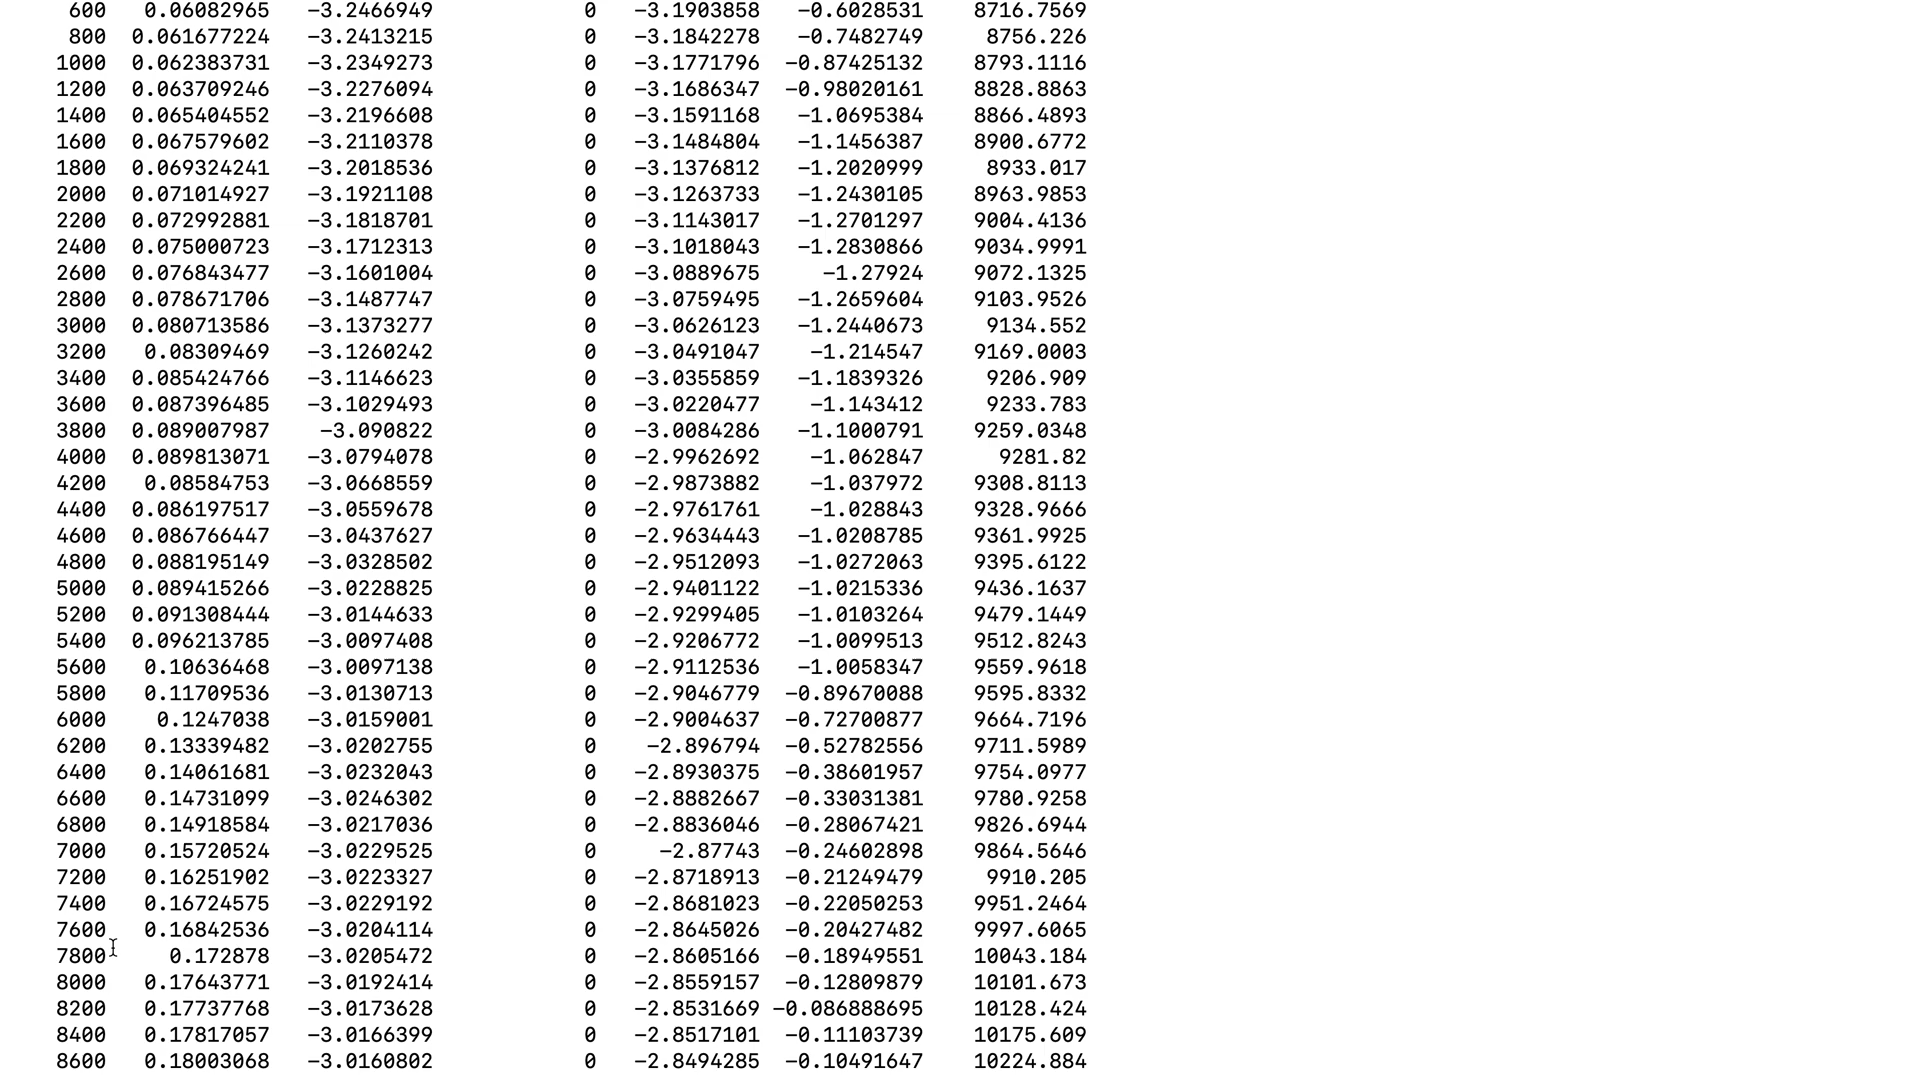 600 0.06082965 −3.2466949 0 −3.1903858 −0.6028531 8716.7569
800 0.061677224 −3.2413215 0 −3.1842278 −0.7482749 8756.226
1000 0.062383731 −3.2349273 0 −3.1771796 −0.87425132 8793.1116
1200 0.063709246 −3.2276094 0 −3.1686347 −0.98020161 8828.8863
1400 0.065404552 −3.2196608 0 −3.1591168 −1.0695384 8866.4893
1600 0.067579602 −3.2110378 0 −3.1484804 −1.1456387 8900.6772
1800 0.069324241 −3.2018536 0 −3.1376812 −1.2020999 8933.017
2000 0.071014927 −3.1921108 0 −3.1263733 −1.2430105 8963.9853
2200 0.072992881 −3.1818701 0 −3.1143017 −1.2701297 9004.4136
2400 0.075000723 −3.1712313 0 −3.1018043 −1.2830866 9034.9991
2600 0.076843477 −3.1601004 0 −3.0889675 −1.27924 9072.1325
2800 0.078671706 −3.1487747 0 −3.0759495 −1.2659604 9103.9526
3000 0.080713586 −3.1373277 0 −3.0626123 −1.2440673 9134.552
3200 0.08309469 −3.1260242 0 −3.0491047 −1.214547 9169.0003
3400 0.085424766 −3.1146623 0 −3.0355859 −1.1839326 9206.909
3600 0.087396485 −3.1029493 0 −3.0220477 −1.143412 9233.783
3800 0.089007987 −3.090822 0 −3.0084286 −1.1000791 9259.0348
4000 0.089813071 −3.0794078 0 −2.9962692 −1.062847 9281.82
4200 0.08584753 −3.0668559 0 −2.9873882 −1.037972 9308.8113
4400 0.086197517 −3.0559678 0 −2.9761761 −1.028843 9328.9666
4600 0.086766447 −3.0437627 0 −2.9634443 −1.0208785 9361.9925
4800 0.088195149 −3.0328502 0 −2.9512093 −1.0272063 9395.6122
5000 0.089415266 −3.0228825 0 −2.9401122 −1.0215336 9436.1637
5200 0.091308444 −3.0144633 0 −2.9299405 −1.0103264 9479.1449
5400 0.096213785 −3.0097408 0 −2.9206772 −1.0099513 9512.8243
5600 0.10636468 −3.0097138 0 −2.9112536 −1.0058347 9559.9618
5800 0.11709536 −3.0130713 0 −2.9046779 −0.89670088 9595.8332
6000 0.1247038 −3.0159001 0 −2.9004637 −0.72700877 9664.7196
6200 0.13339482 −3.0202755 0 −2.896794 −0.52782556 9711.5989
6400 0.14061681 −3.0232043 0 −2.8930375 −0.38601957 9754.0977
6600 0.14731099 −3.0246302 0 −2.8882667 −0.33031381 9780.9258
6800 0.14918584 −3.0217036 0 −2.8836046 −0.28067421 9826.6944
7000 0.15720524 −3.0229525 0 −2.87743 −0.24602898 9864.5646
7200 0.16251902 −3.0223327 0 −2.8718913 −0.21249479 9910.205
7400 0.16724575 −3.0229192 0 −2.8681023 −0.22050253 9951.2464
7600 0.16842536 −3.0204114 0 −2.8645026 −0.20427482 9997.6065
7800 0.172878 −3.0205472 0 −2.8605166 −0.18949551 10043.184
8000 0.17643771 −3.0192414 0 −2.8559157 −0.12809879 10101.673
8200 0.17737768 −3.0173628 0 −2.8531669 −0.086888695 10128.424
8400 0.17817057 −3.0166399 0 −2.8517101 −0.11103739 10175.609
8600 0.18003068 −3.0160802 0 −2.8494285 −0.10491647 10224.884